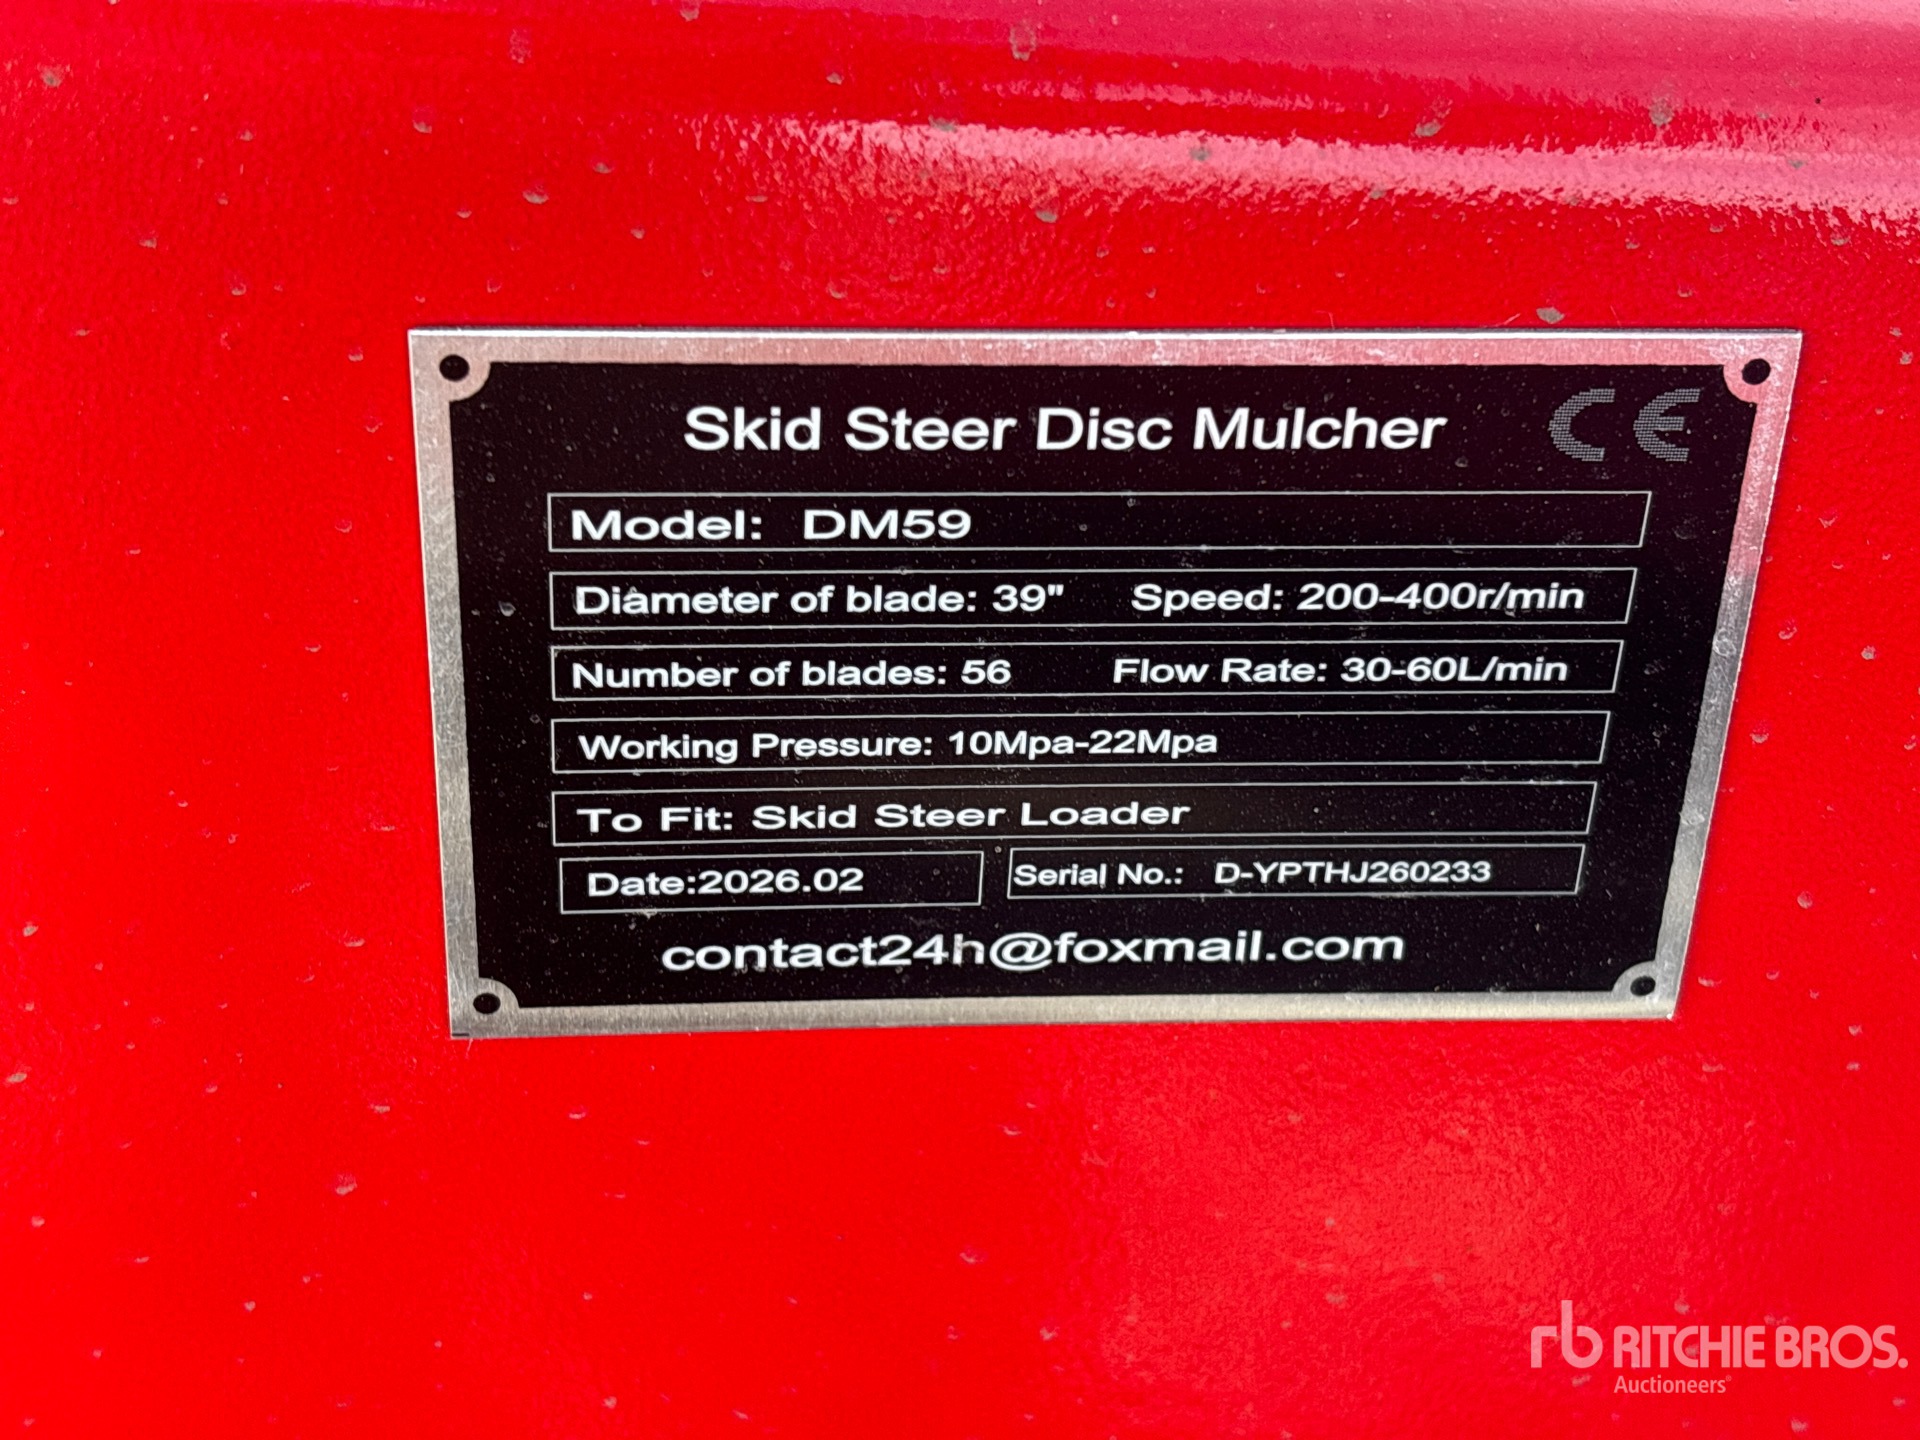 Skid Steer Disc Mulcher CE
Model: DM59
Diameter of blade: 39" Speed: 200-400r/min
Number of blades: 56 Flow Rate: 30-60L/min
Working Pressure: 10Mpa-22Mpa
To Fit: Skid Steer Loader
Date:2026.02 Serial No.: D-YPTHJ260233
contact24h@foxmail.com
rb RITCHIE BROS.
Auctioneers®